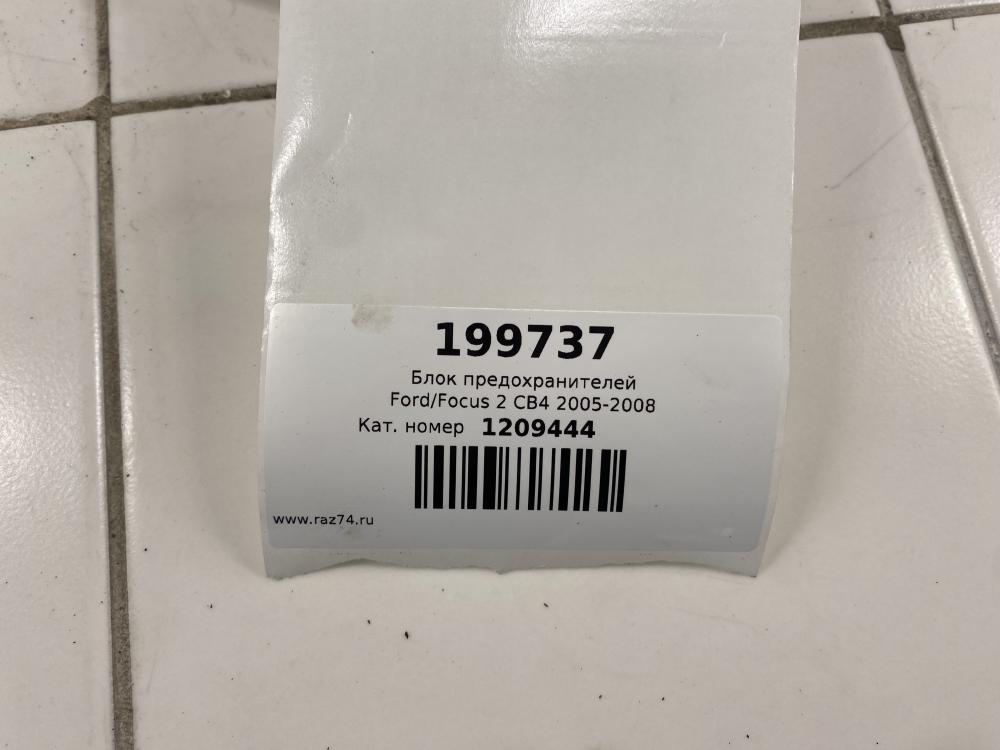 199737
Блок предохранителей
Ford/Focus 2 CB4 2005-2008
Кат. номер 1209444
www.raz74.ru